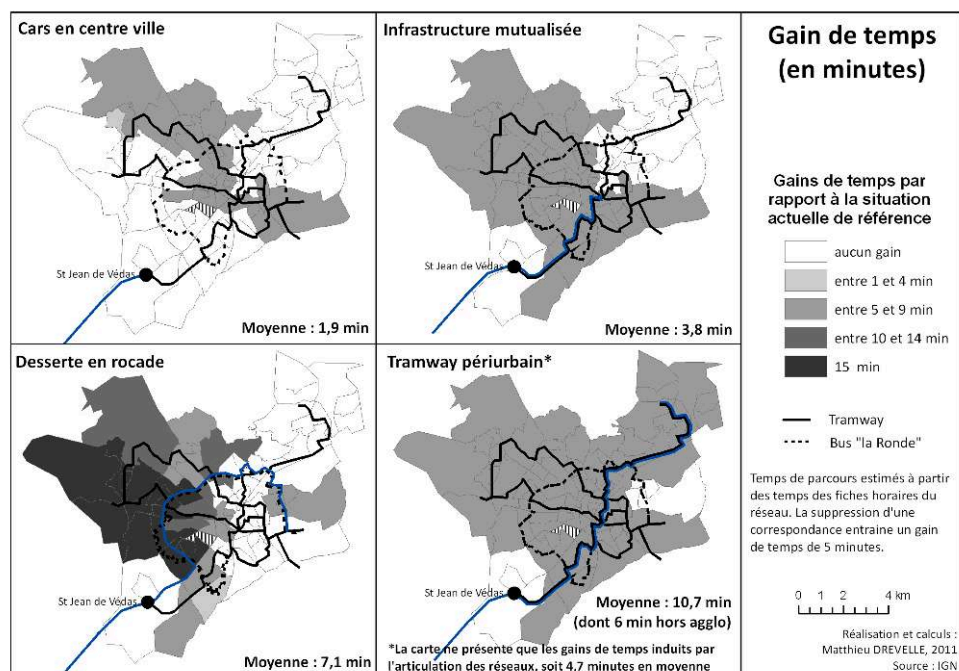 Cars en centre ville
St Jean de Védas
Moyenne : 1,9 min
Infrastructure mutualisée
St Jean de Védas
Moyenne : 3,8 min
Desserte en rocade
St Jean de Védas
Moyenne : 7,1 min
Tramway périurbain*
St Jean de Védas
Moyenne : 10,7 min
(dont 6 min hors agglo)
*La carte ne présente que les gains de temps induits par
l'articulation des réseaux, soit 4,7 minutes en moyenne
Gain de temps
(en minutes)
Gains de temps par
rapport à la situation
actuelle de référence
aucun gain
entre 1 et 4 min
entre 5 et 9 min
entre 10 et 14 min
15 min
Tramway
Bus "la Ronde"
Temps de parcours estimés à partir
des temps des fiches horaires du
réseau. La suppression d'une
correspondance entraine un gain
de temps de 5 minutes.
0 2 4 km
Réalisation et calculs :
Matthieu DREVELLE, 2011
Source : IGN